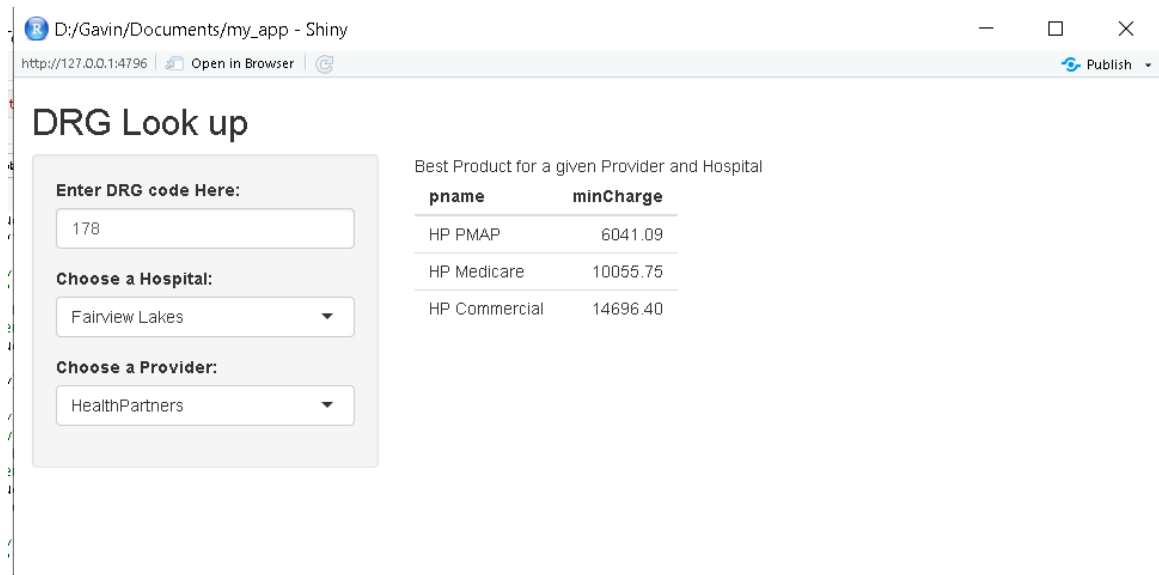 D:/Gavin/Documents/my_app - Shiny
http://127.0.0.1:4796 Open in Browser Publish
DRG Look up
Enter DRG code Here:
178
Choose a Hospital:
Fairview Lakes
Choose a Provider:
HealthPartners
Best Product for a given Provider and Hospital
pname minCharge
HP PMAP 6041.09
HP Medicare 10055.75
HP Commercial 14696.40